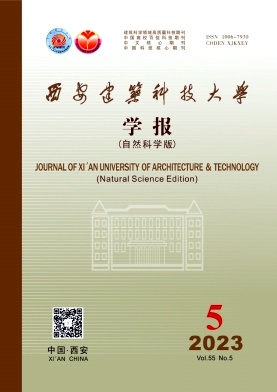 建筑科学领域高质量科技期刊
中国高校百佳科技期刊
中文核心期刊
中国科技核心期刊
ISSN 1006-7930
CODEN XJKXEY
西安建筑科技大学
学报
(自然科学版)
JOURNAL OF XI'AN UNIVERSITY OF ARCHITECTURE & TECHNOLOGY
(Natural Science Edition)
5
2023
Vol.55 No.5
中国·西安
XI'AN CHINA